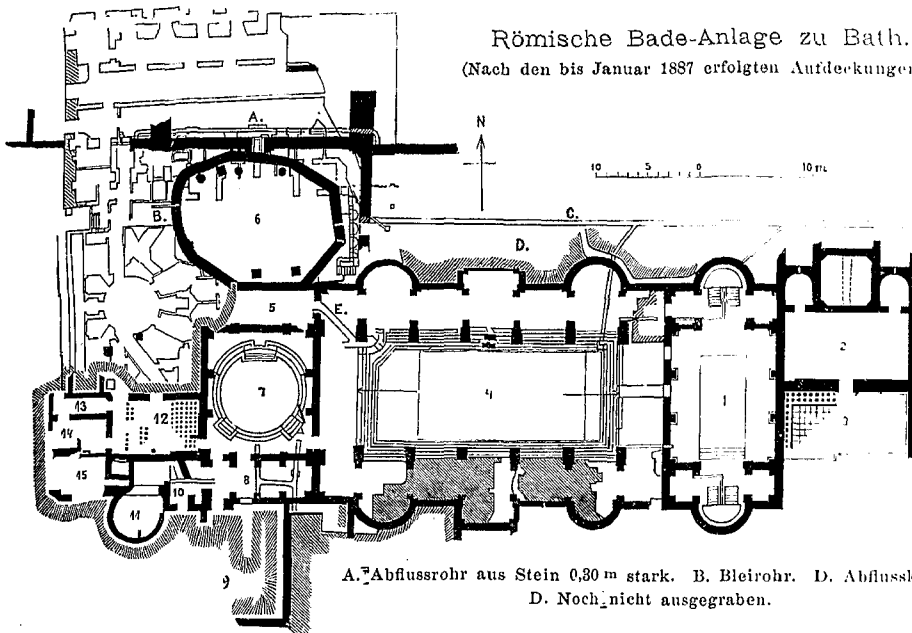 Römische Bade-Anlage zu Bath.
(Nach den bis Januar 1887 erfolgten Aufdeckungen
A.
N
10 5 0 10 m.
B.
6
C.
D.
5
E.
2
7
4
1
3
13
12
14
15
8
10
11
9
A. Abflussrohr aus Stein 0,30 m stark. B. Bleirohr. D.
D. Noch nicht ausgegraben.